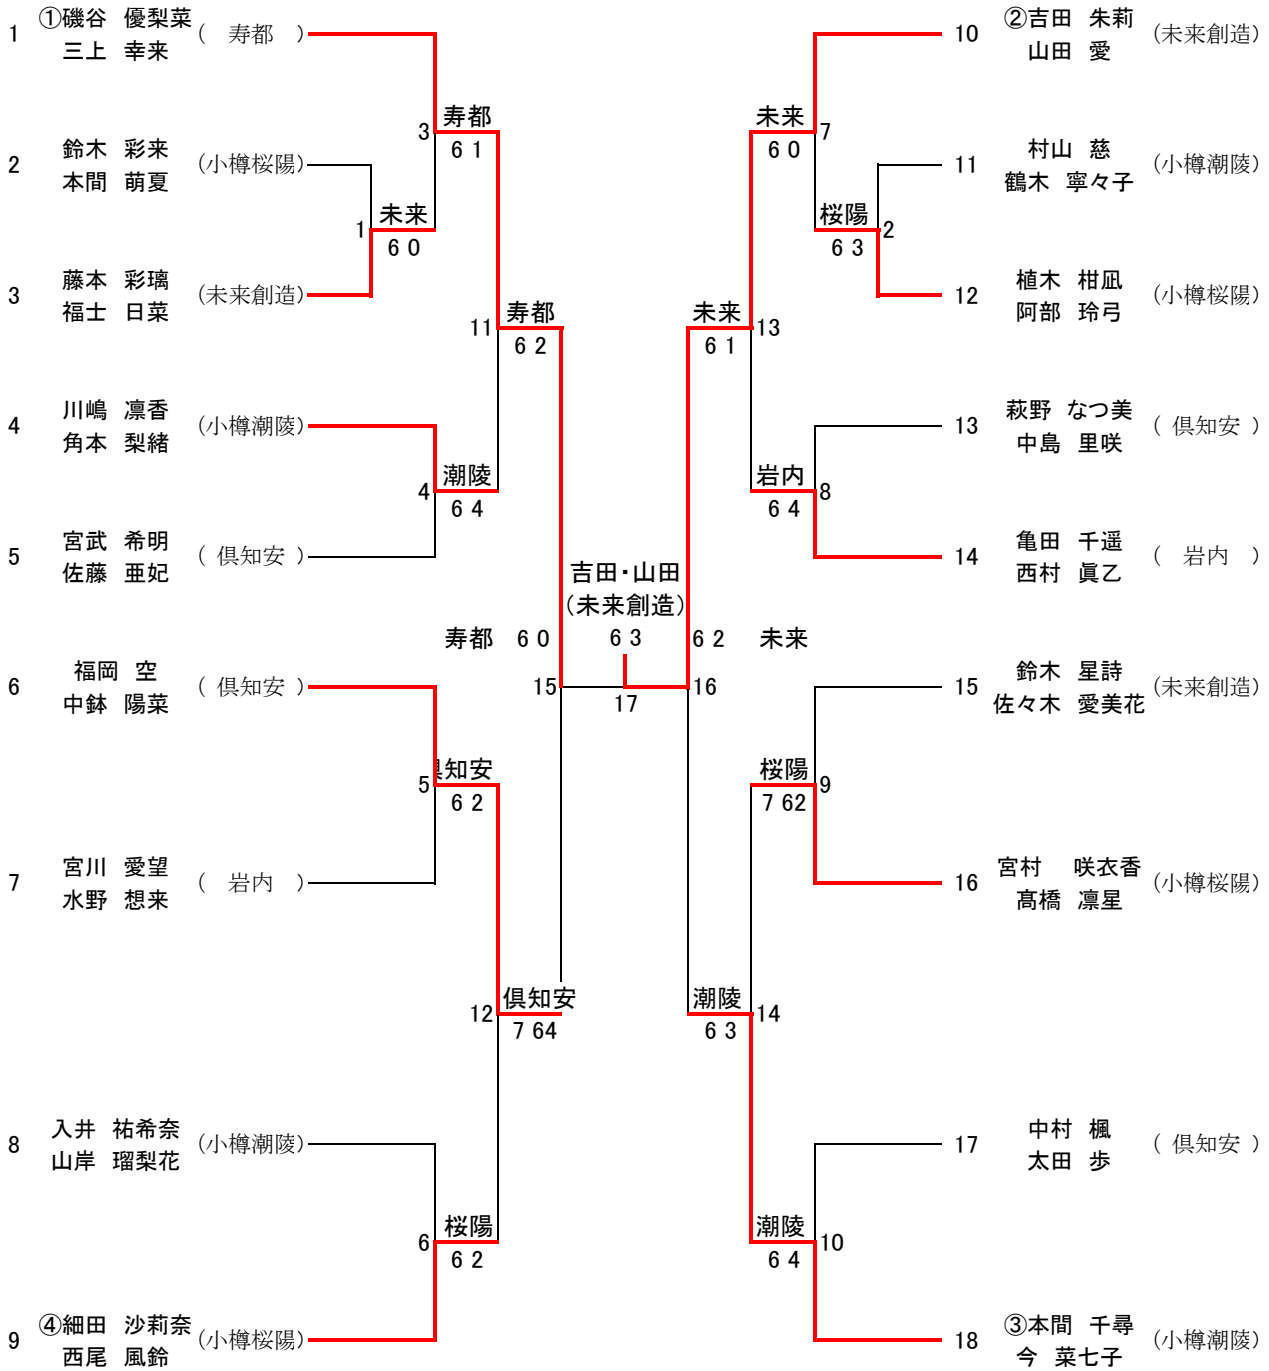 1 ①磯谷 優梨菜 ( 寿都 )
三上 幸来
3 寿都
6 1
2 鈴木 彩来 (小樽桜陽)
本間 萌夏
1 未来
6 0
3 藤本 彩璃 (未来創造)
福士 日菜
11 寿都
6 2
4 川嶋 凛香 (小樽潮陵)
角本 梨緒
4 潮陵
6 4
5 宮武 希明 ( 倶知安 )
佐藤 亜妃
寿都 6 0
15
6 福岡 空 ( 倶知安 )
中鉢 陽菜
5 倶知安
6 2
7 宮川 愛望 ( 岩内 )
水野 想来
12 倶知安
7 64
8 入井 祐希奈 (小樽潮陵)
山岸 瑠梨花
6 桜陽
6 2
9 ④細田 沙莉奈 (小樽桜陽)
西尾 風鈴
吉田・山田
(未来創造)
6 3
17
10 ②吉田 朱莉 (未来創造)
山田 愛
未来 7
6 0
11 村山 慈 (小樽潮陵)
鶴木 寧々子
桜陽 2
6 3
12 植木 柑凪 (小樽桜陽)
阿部 玲弓
未来 13
6 1
13 萩野 なつ美 ( 倶知安 )
中島 里咲
岩内 8
6 4
14 亀田 千遥 ( 岩内 )
西村 眞乙
6 2 未来
16
15 鈴木 星詩 (未来創造)
佐々木 愛美花
桜陽 9
7 62
16 宮村 咲衣香 (小樽桜陽)
髙橋 凛星
潮陵 14
6 3
17 中村 楓 ( 倶知安 )
太田 歩
潮陵 10
6 4
18 ③本間 千尋 (小樽潮陵)
今 菜七子